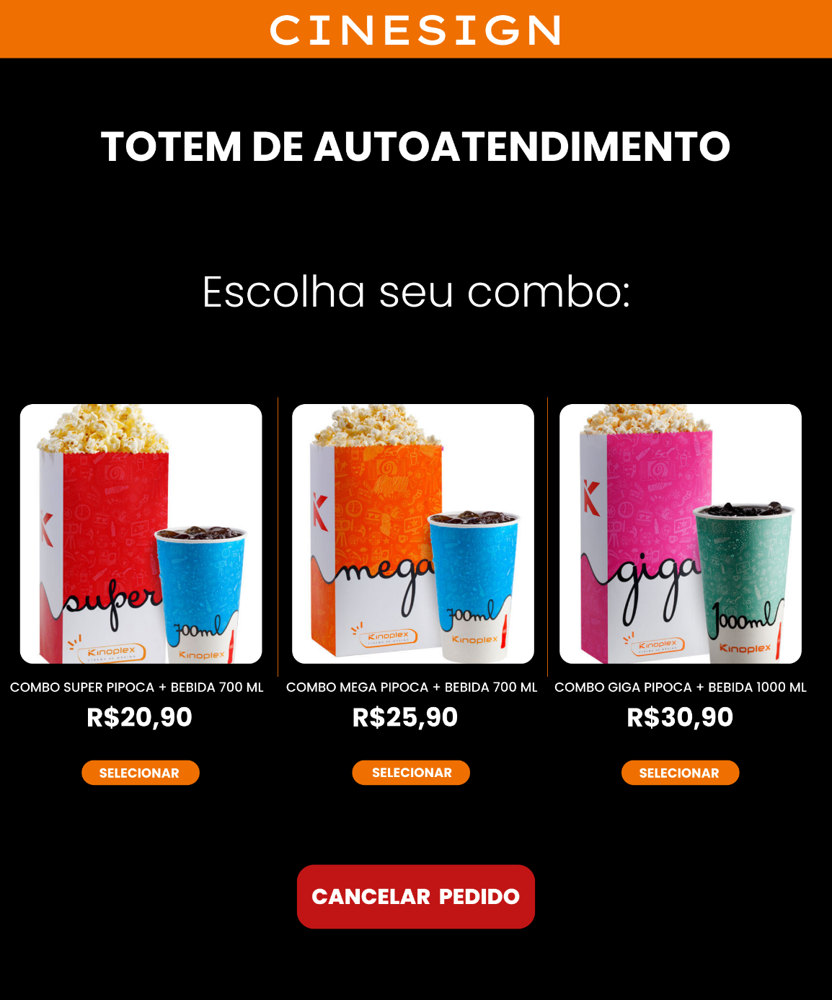 CINESIGN
TOTEM DE AUTOATENDIMENTO
Escolha seu combo:
K
super
700ml
Kinoplex
Kinoplex
K
mega
700ml
Kinoplex
Kinoplex
K
giga
1000ml
Kinoplex
Kinoplex
COMBO SUPER PIPOCA + BEBIDA 700 ML
R$20,90
SELECIONAR
COMBO MEGA PIPOCA + BEBIDA 700 ML
R$25,90
SELECIONAR
COMBO GIGA PIPOCA + BEBIDA 1000 ML
R$30,90
SELECIONAR
CANCELAR PEDIDO